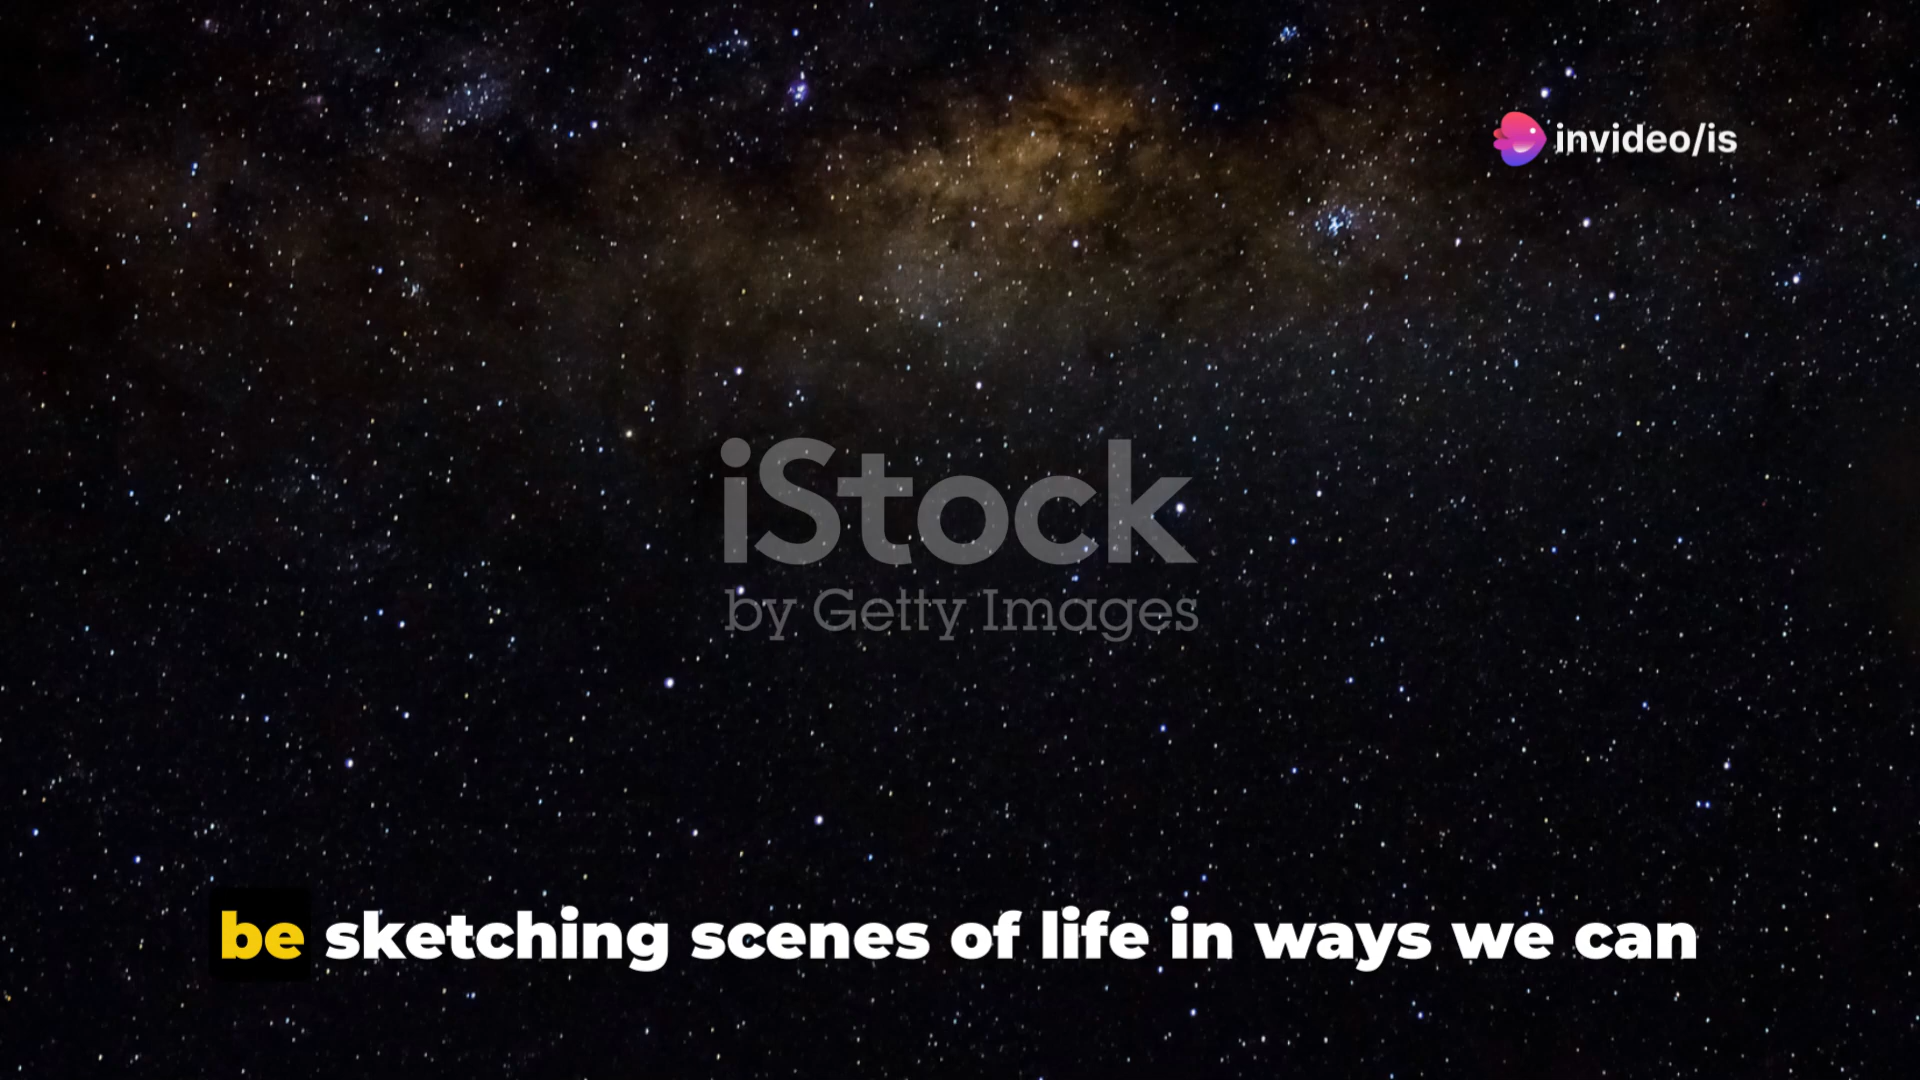 invideo/is
iStock
by Getty Images
be sketching scenes of life in ways we can